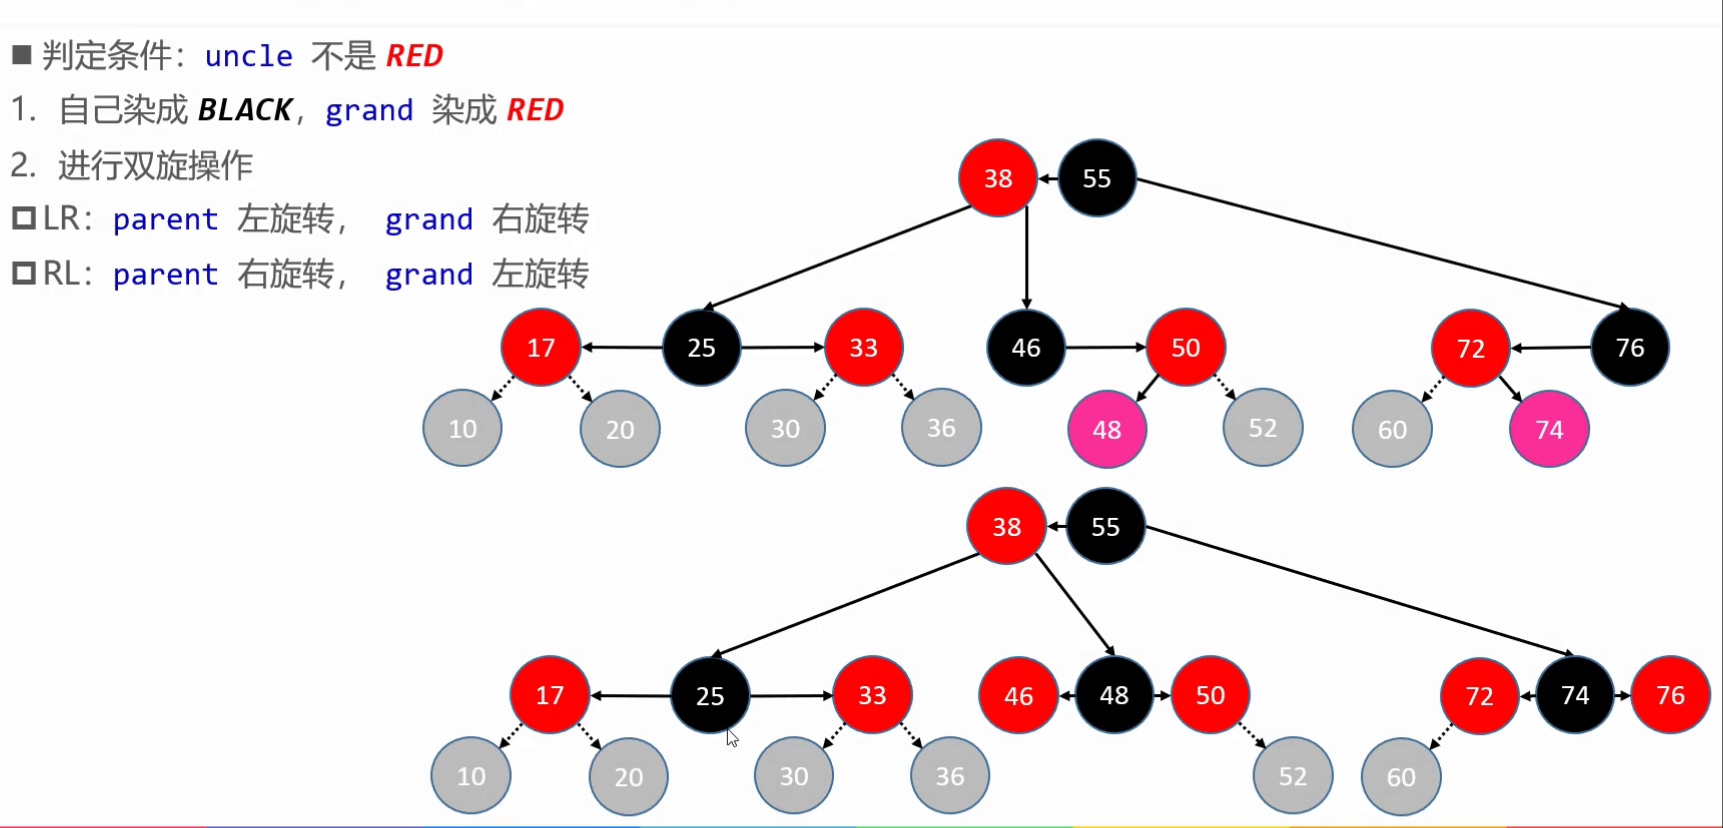 ■ 判定条件：uncle 不是 RED
1. 自己染成 BLACK，grand 染成 RED
2. 进行双旋操作
LR：parent 左旋转， grand 右旋转
RL：parent 右旋转， grand 左旋转
38 55
17 25 33 46 50 72 76
10 20 30 36 48 52 60 74
38 55
17 25 33 46 48 50 72 74 76
10 20 30 36 52 60